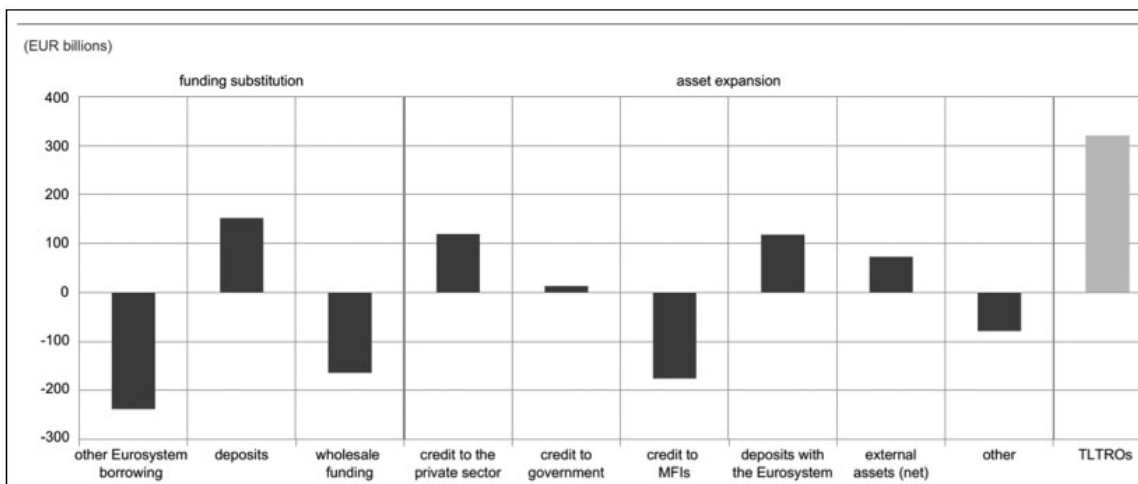 (EUR billions)
funding substitution
asset expansion
400
300
200
100
0
-100
-200
-300
other Eurosystem
borrowing
deposits
wholesale
funding
credit to the
private sector
credit to
government
credit to
MFIs
deposits with
the Eurosystem
external
assets (net)
other
TLTROs